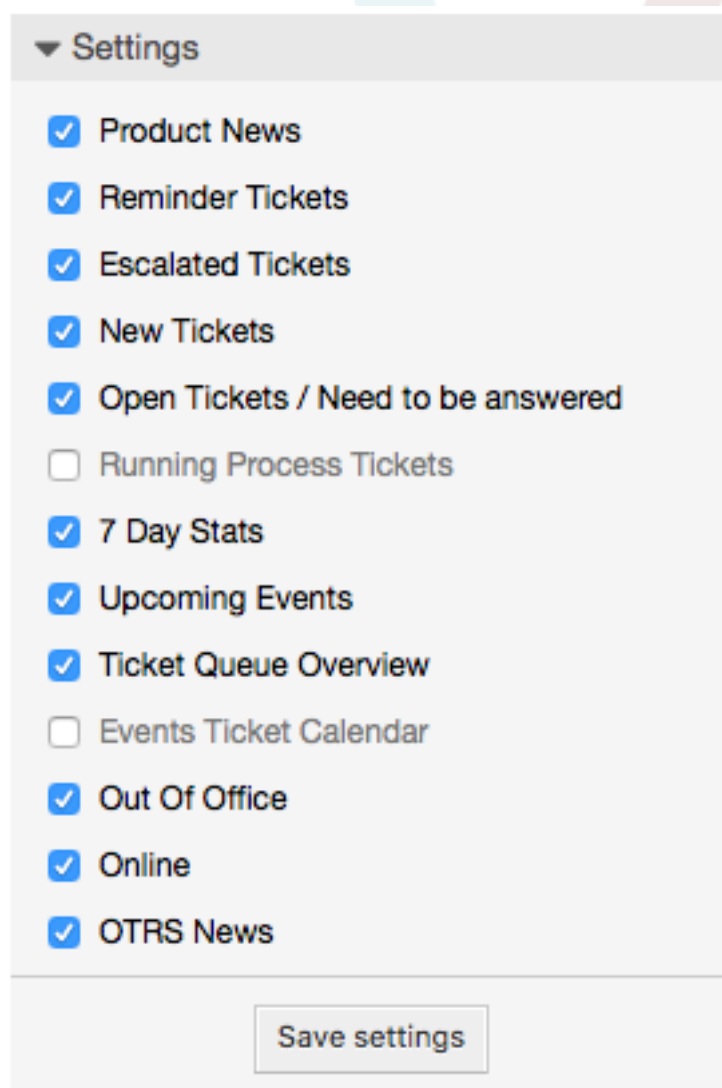 Settings
Product News
Reminder Tickets
Escalated Tickets
New Tickets
Open Tickets / Need to be answered
Running Process Tickets
7 Day Stats
Upcoming Events
Ticket Queue Overview
Events Ticket Calendar
Out Of Office
Online
OTRS News
Save settings